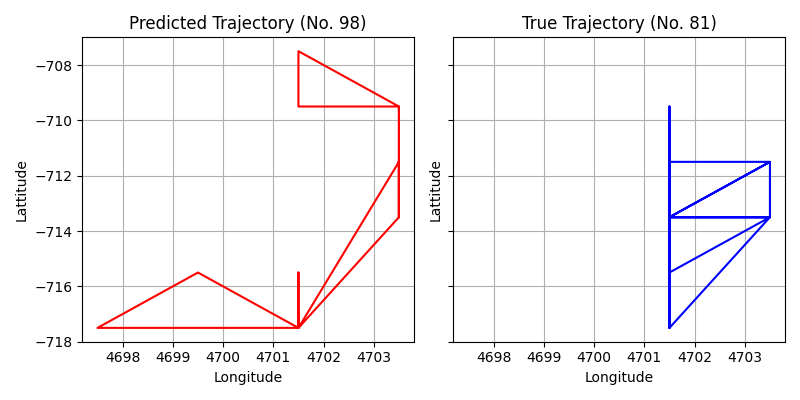 Predicted Trajectory (No. 98)
True Trajectory (No. 81)
−708
−710
−712
−714
−716
−718
Lattitude
Lattitude
4698 4699 4700 4701 4702 4703
4698 4699 4700 4701 4702 4703
Longitude
Longitude